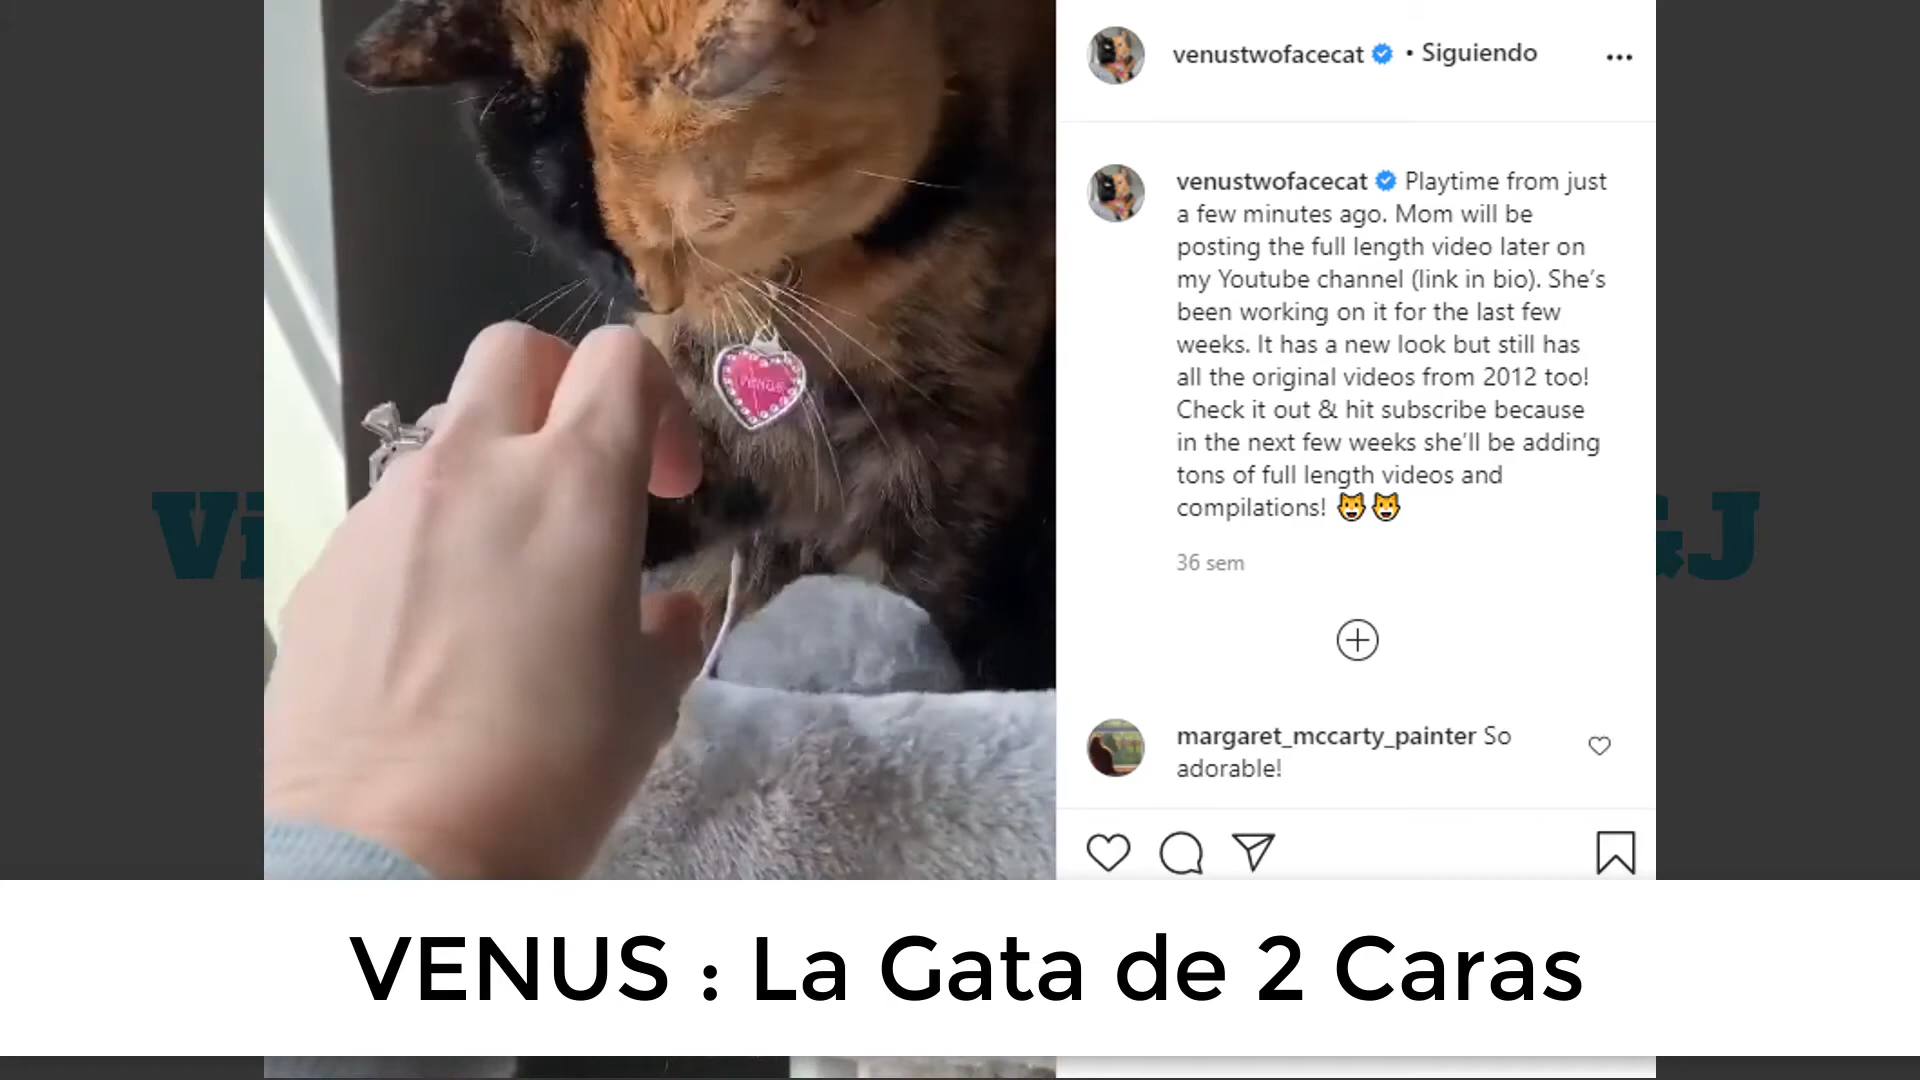 venustwofacecat • Siguiendo
venustwofacecat Playtime from just
a few minutes ago. Mom will be
posting the full length video later on
my Youtube channel (link in bio). She's
been working on it for the last few
weeks. It has a new look but still has
all the original videos from 2012 too!
Check it out & hit subscribe because
in the next few weeks she'll be adding
tons of full length videos and
compilations! 😺😺
36 sem
margaret_mccarty_painter So
adorable!
VENUS
VENUS : La Gata de 2 Caras